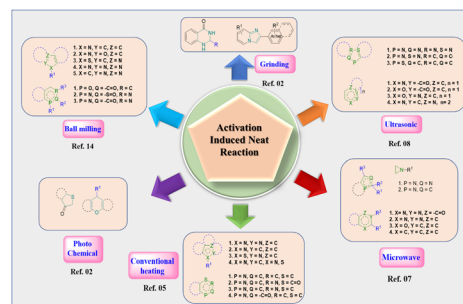 Grinding
Ref. 02
1. X= N, Y= C, Z= C
2. X= N, Y= O, Z= C
3. X= S, Y= C, Z= N
4. X= N, Y= N, Z= N
5. X= C, Y= S, Z= N
1. P= O, Q= -C=O, R= C
3. P= N, Q= -C=O, R= N
Ball milling
Ref. 14
1. P= N, Q= N, R= N, S= N
2. P= N, S= N, R= C, Q= C
3. P= S, Q= C, R= C, Q= C
1. X= N, Y= -C=O, Z= C, n= 1
2. X= O, Y= -C=O, Z= C, n= 1
3. X= O, Y= N, Z= N, n= 1
4. X= N, Y= C, Z= N, n= 2
Ultrasonic
Ref. 08
Activation
Induced Neat
Reaction
Photo
Chemical
Ref. 02
Conventional
heating
Ref. 05
1. X= N, Y= N, Z= C
2. X= N, Y= C, Z= C
3. X= S, Y= N, Z= C
4. X= N, Y= C, X= N, S
1. P= N, Q= C, R= C, S= C
2. P= N, Q= C, R= N, S=C=O
3. P= N, Q= C, R= N, S= C
4. P= N, Q= -C=O, R= C, S= C
1. P= N, Q= N
2. P= N, Q= C
1. X= N, Y= N, Z= -C=O
2. X= N, Y= Z, Z= C
3. X= O, Y= C, Z= C
4. X= C, Y= C, Z= C
Microwave
Ref. 07